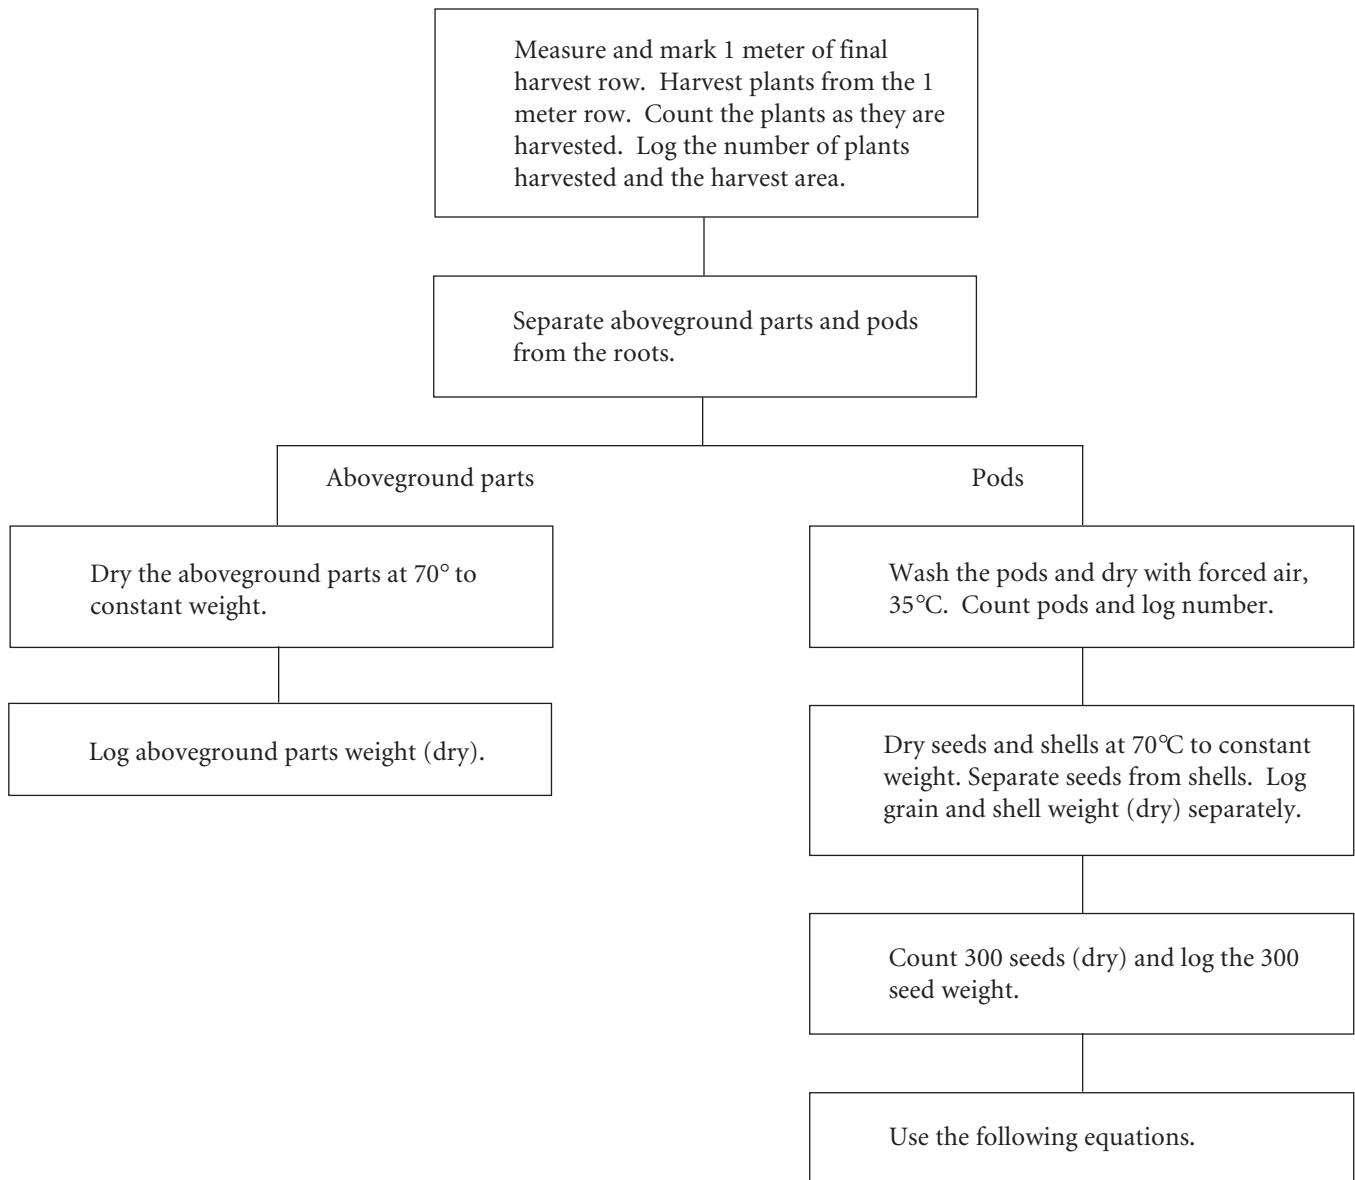 Measure and mark 1 meter of final
harvest row.  Harvest plants from the 1
meter row.  Count the plants as they are
harvested.  Log the number of plants
harvested and the harvest area.
Separate aboveground parts and pods
from the roots.
Aboveground parts
Pods
Dry the aboveground parts at 70° to
constant weight.
Log aboveground parts weight (dry).
Wash the pods and dry with forced air,
35°C.  Count pods and log number.
Dry seeds and shells at 70°C to constant
weight. Separate seeds from shells.  Log
grain and shell weight (dry) separately.
Count 300 seeds (dry) and log the 300
seed weight.
Use the following equations.